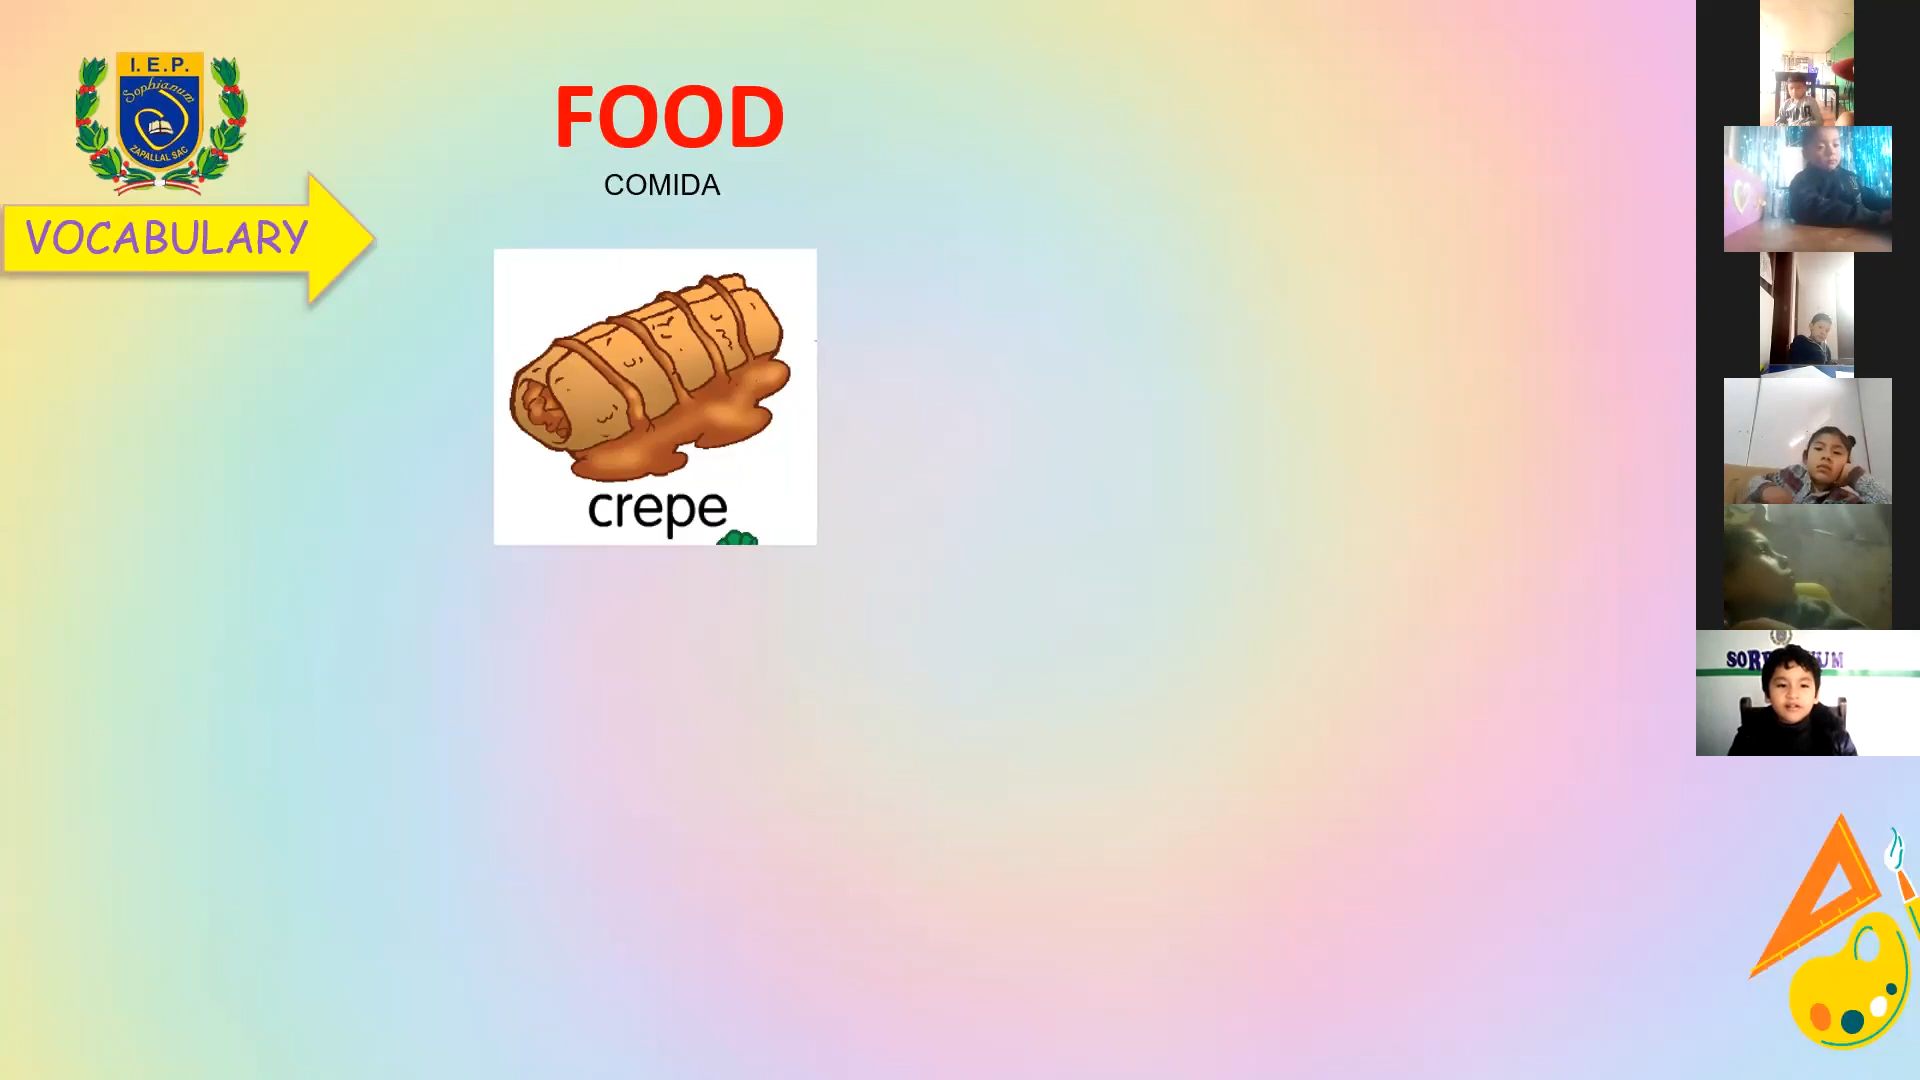 I.E.P.
Sophianum
ZAPALLAL SAC
VOCABULARY
FOOD
COMIDA
crepe